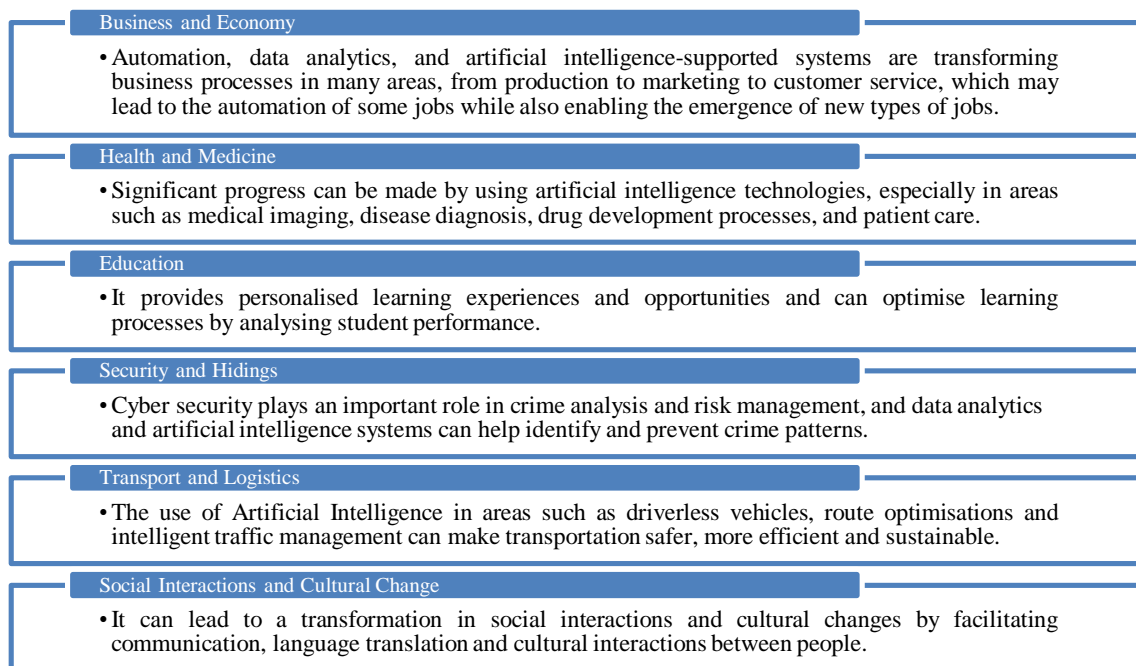 Business and Economy
• Automation, data analytics, and artificial intelligence-supported systems are transforming
business processes in many areas, from production to marketing to customer service, which may
lead to the automation of some jobs while also enabling the emergence of new types of jobs.
Health and Medicine
• Significant progress can be made by using artificial intelligence technologies, especially in areas
such as medical imaging, disease diagnosis, drug development processes, and patient care.
Education
• It provides personalised learning experiences and opportunities and can optimise learning
processes by analysing student performance.
Security and Hidings
• Cyber security plays an important role in crime analysis and risk management, and data analytics
and artificial intelligence systems can help identify and prevent crime patterns.
Transport and Logistics
• The use of Artificial Intelligence in areas such as driverless vehicles, route optimisations and
intelligent traffic management can make transportation safer, more efficient and sustainable.
Social Interactions and Cultural Change
• It can lead to a transformation in social interactions and cultural changes by facilitating
communication, language translation and cultural interactions between people.